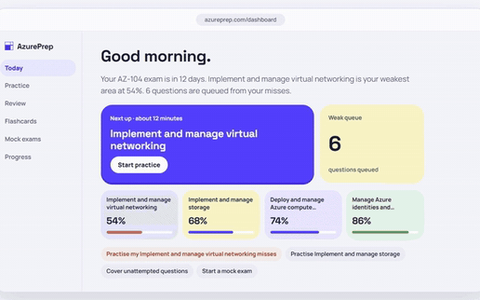 azureprep.com/dashboard
AzurePrep
Today
Practice
Review
Flashcards
Mock exams
Progress
Good morning.
Your AZ-104 exam is in 12 days. Implement and manage virtual networking is your weakest
area at 54%. 6 questions are queued from your misses.
Next up · about 12 minutes
Implement and manage virtual
networking
Start practice
Weak queue
6
questions queued
Implement and manage
virtual networking
54%
Implement and manage
storage
68%
Deploy and manage
Azure compute...
74%
Manage Azure
identities and...
86%
Practise my Implement and manage virtual networking misses
Practise Implement and manage storage
Cover unattempted questions
Start a mock exam